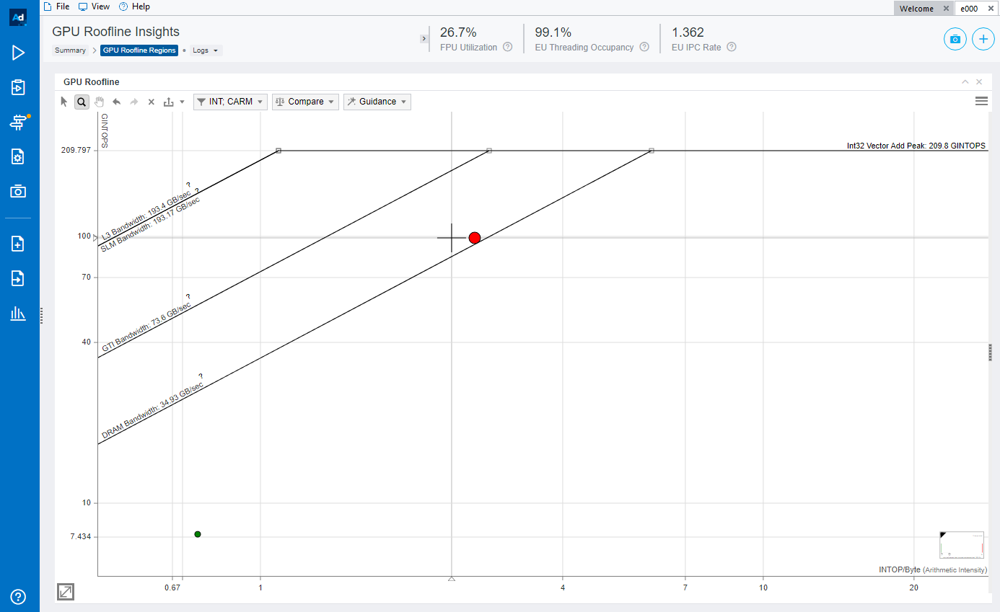 Ad
File
View
Help
Welcome
e000
GPU Roofline Insights
Summary
GPU Roofline Regions
Logs
26.7%
FPU Utilization
99.1%
EU Threading Occupancy
1.362
EU IPC Rate
GPU Roofline
INT; CARM
Compare
Guidance
GINTOPS
209.797
100
70
40
10
7.434
Int32 Vector Add Peak: 209.8 GINTOPS
L3 Bandwidth: 193.4 GB/sec ?
SLM Bandwidth: 193.17 GB/sec ?
GTI Bandwidth: 73.6 GB/sec ?
DRAM Bandwidth: 34.93 GB/sec ?
INTOP/Byte (Arithmetic Intensity)
0.67
1
4
7
10
20